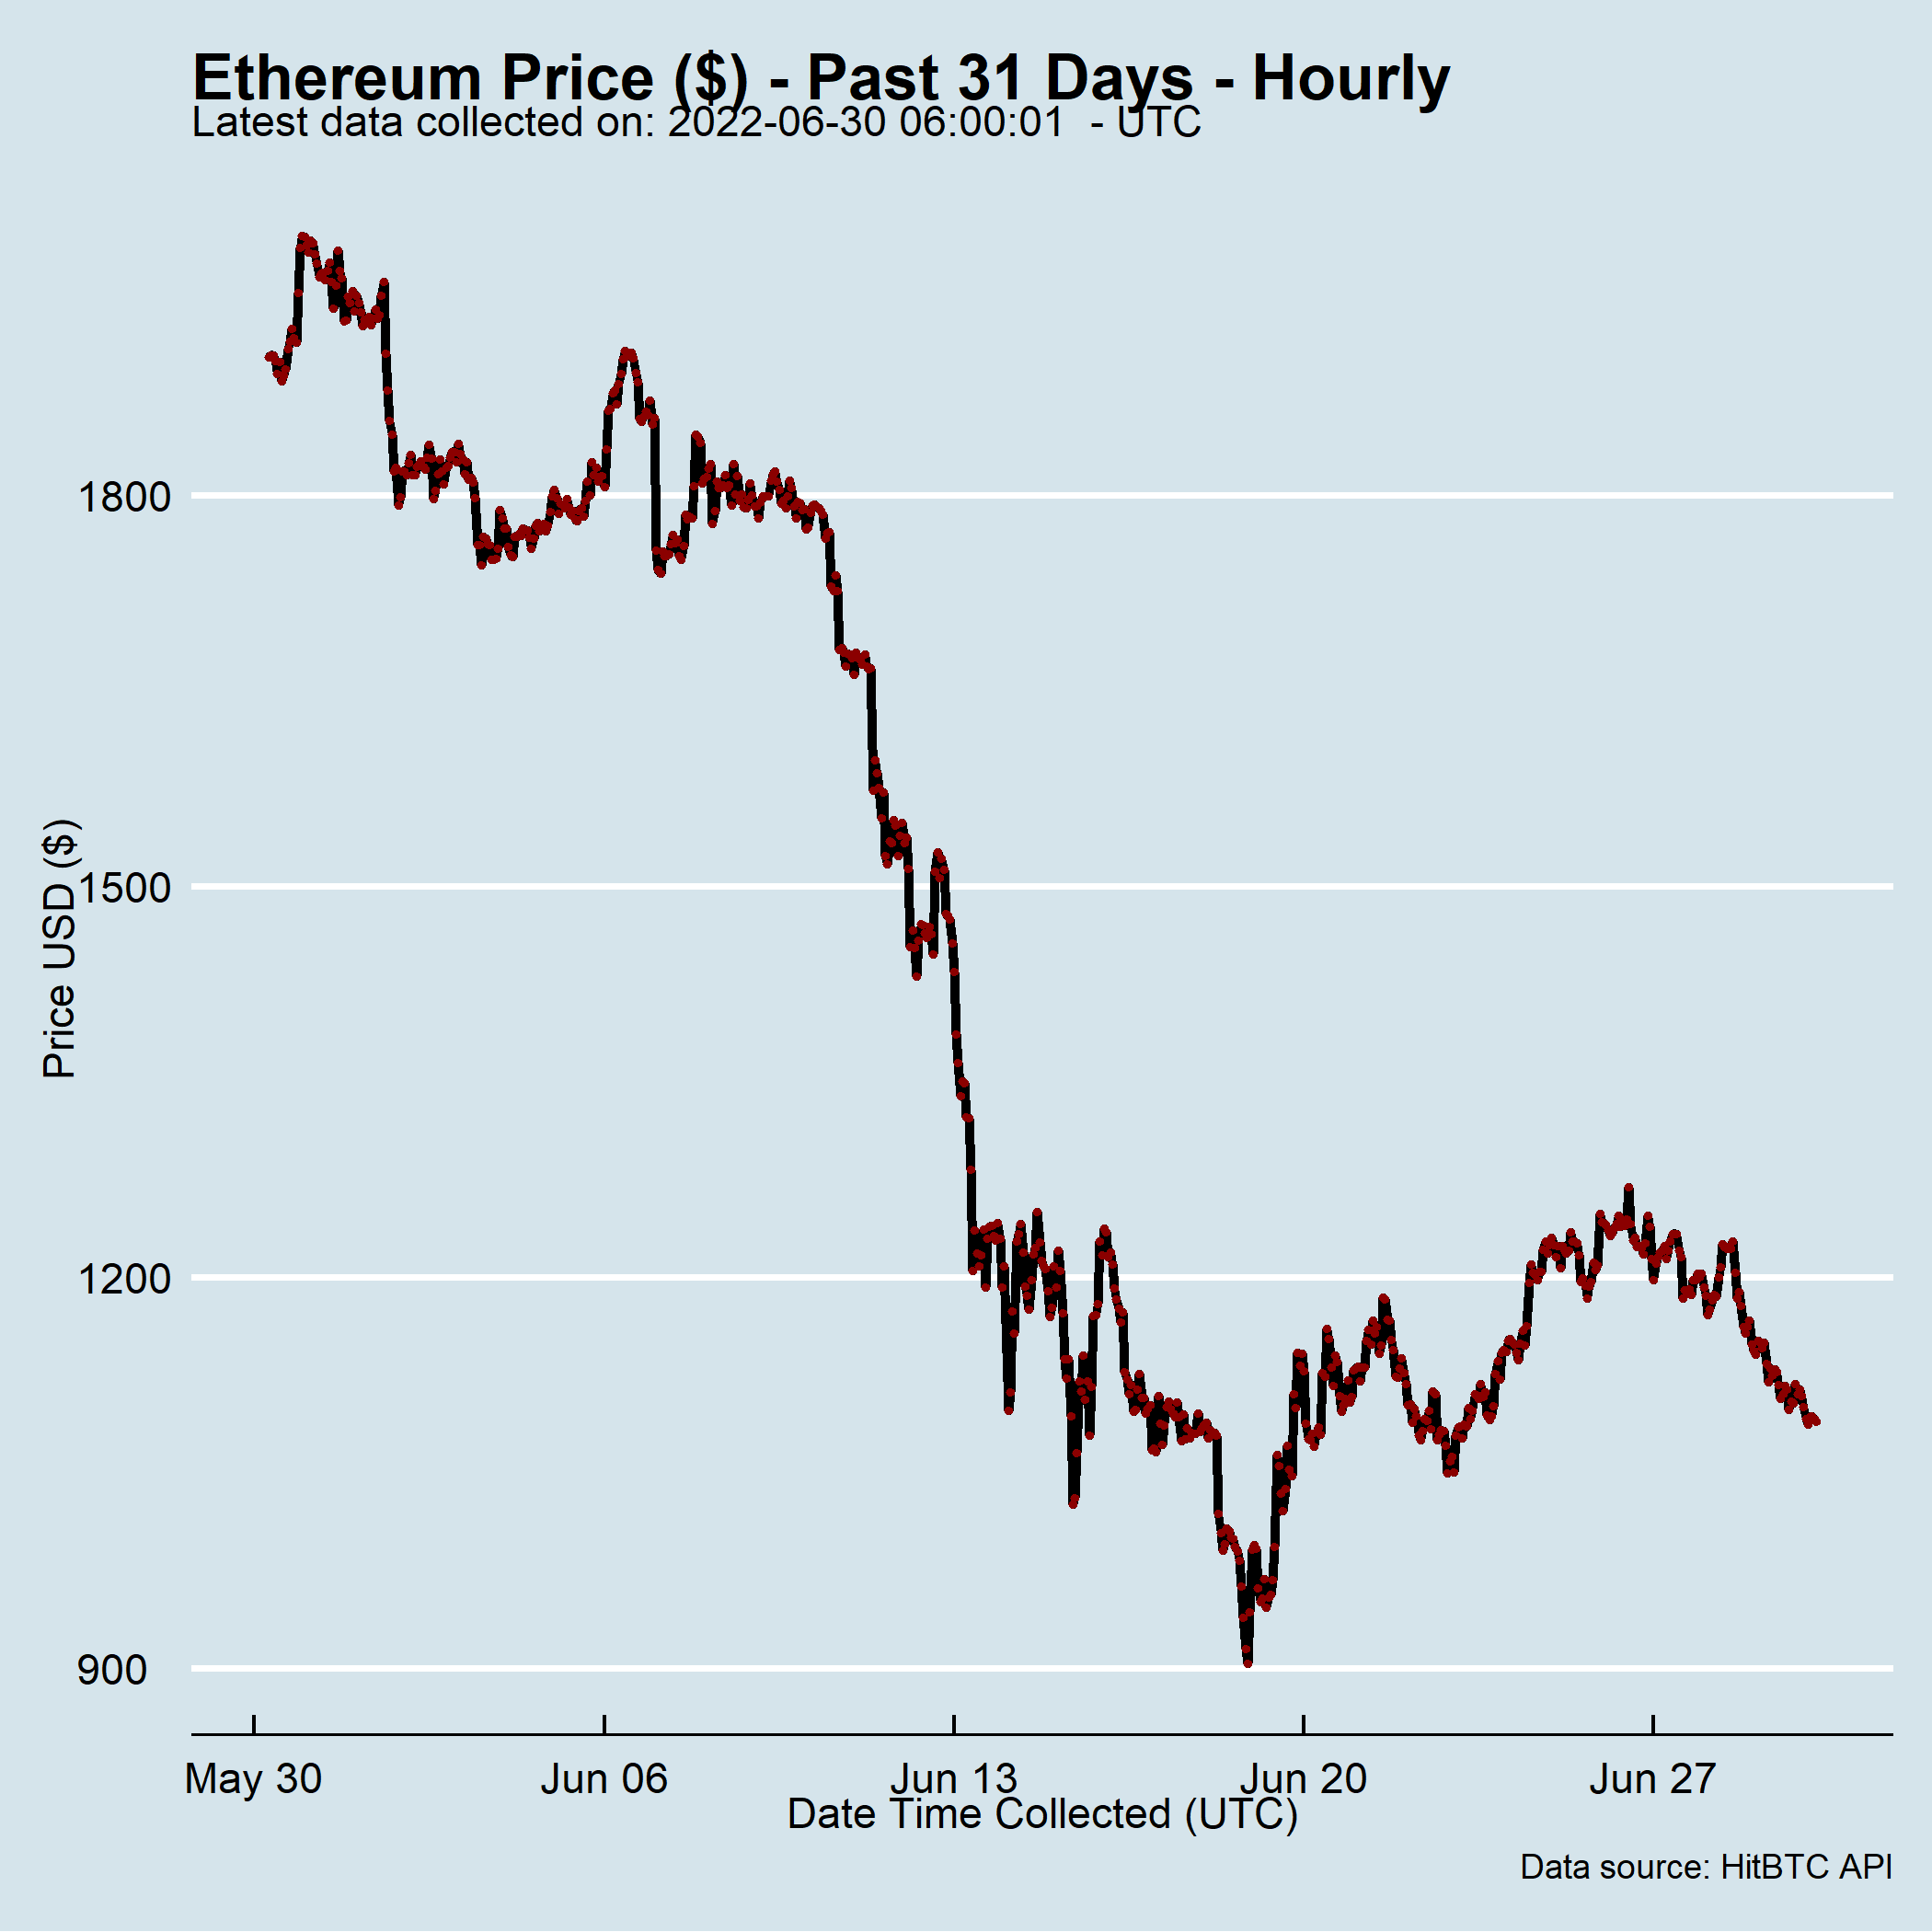 Ethereum Price ($) - Past 31 Days - Hourly
Latest data collected on: 2022-06-30 06:00:01  - UTC
Price USD ($)
1800
1500
1200
900
May 30 Jun 06 Jun 13 Jun 20 Jun 27
Date Time Collected (UTC)
Data source: HitBTC API